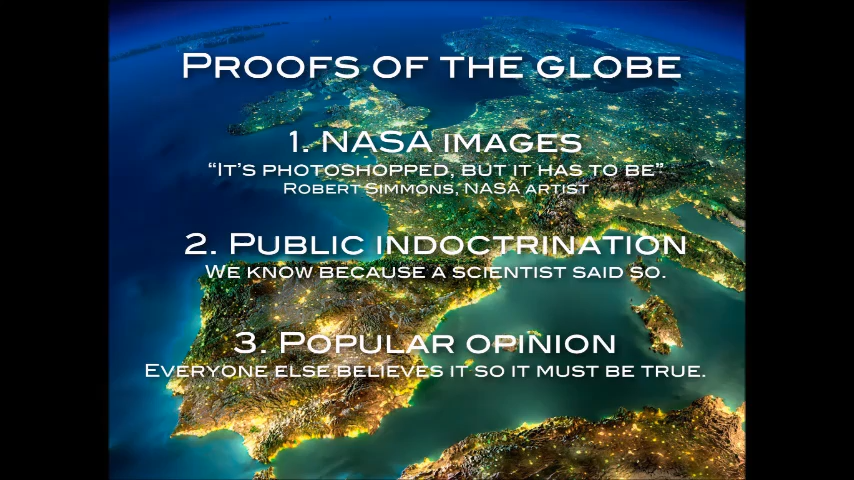 Proofs of the globe
1. NASA images
“It’s photoshopped, but it has to be”
Robert Simmons, NASA artist
2. Public indoctrination
We know because a scientist said so.
3. Popular opinion
Everyone else believes it so it must be true.